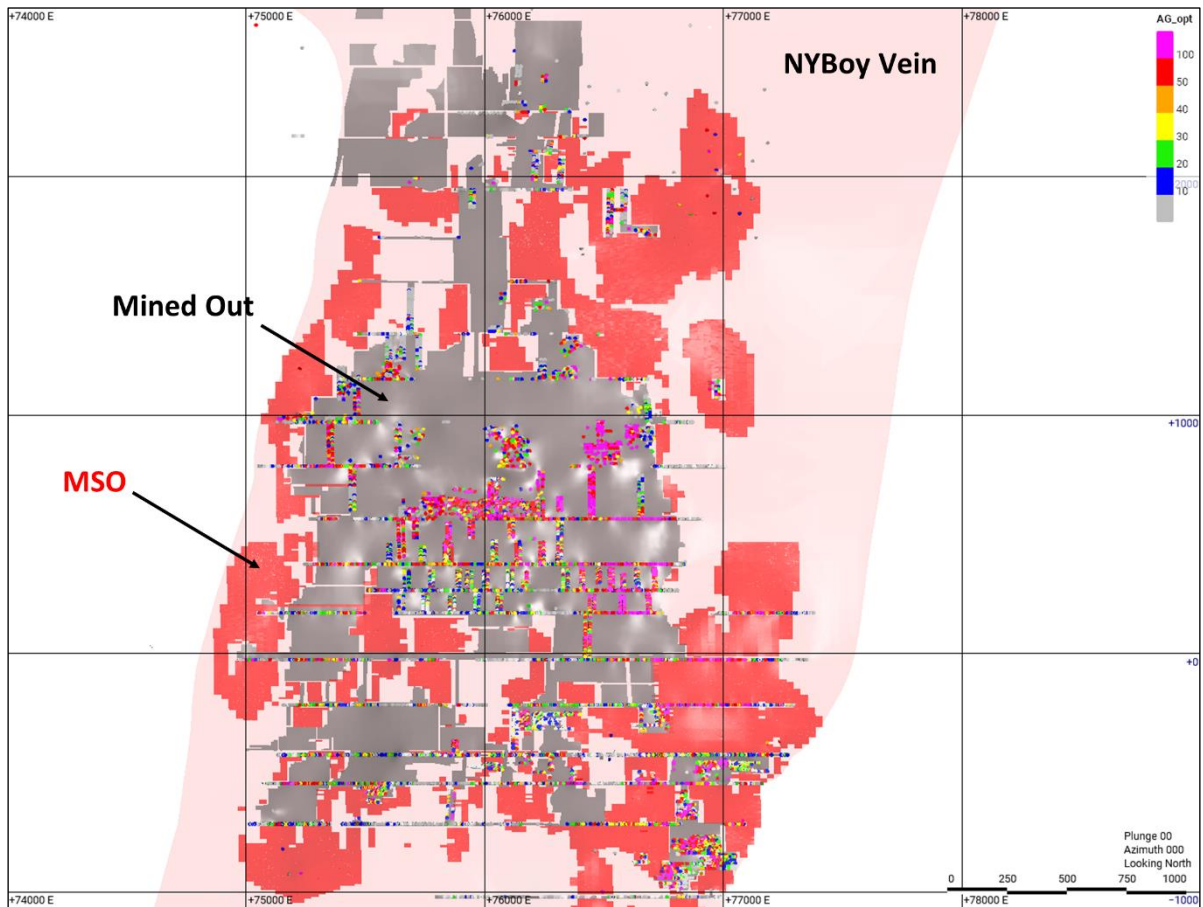 +74000 E
+75000 E
+76000 E
+77000 E
+78000 E
AG_opt
NYBoy Vein
100
50
40
30
20
10
2000
Mined Out
+1000
MSO
+0
Plunge 00
Azimuth 000
Looking North
0 250 500 750 1000
+74000 E
+75000 E
+76000 E
+77000 E
+78000 E
-1000